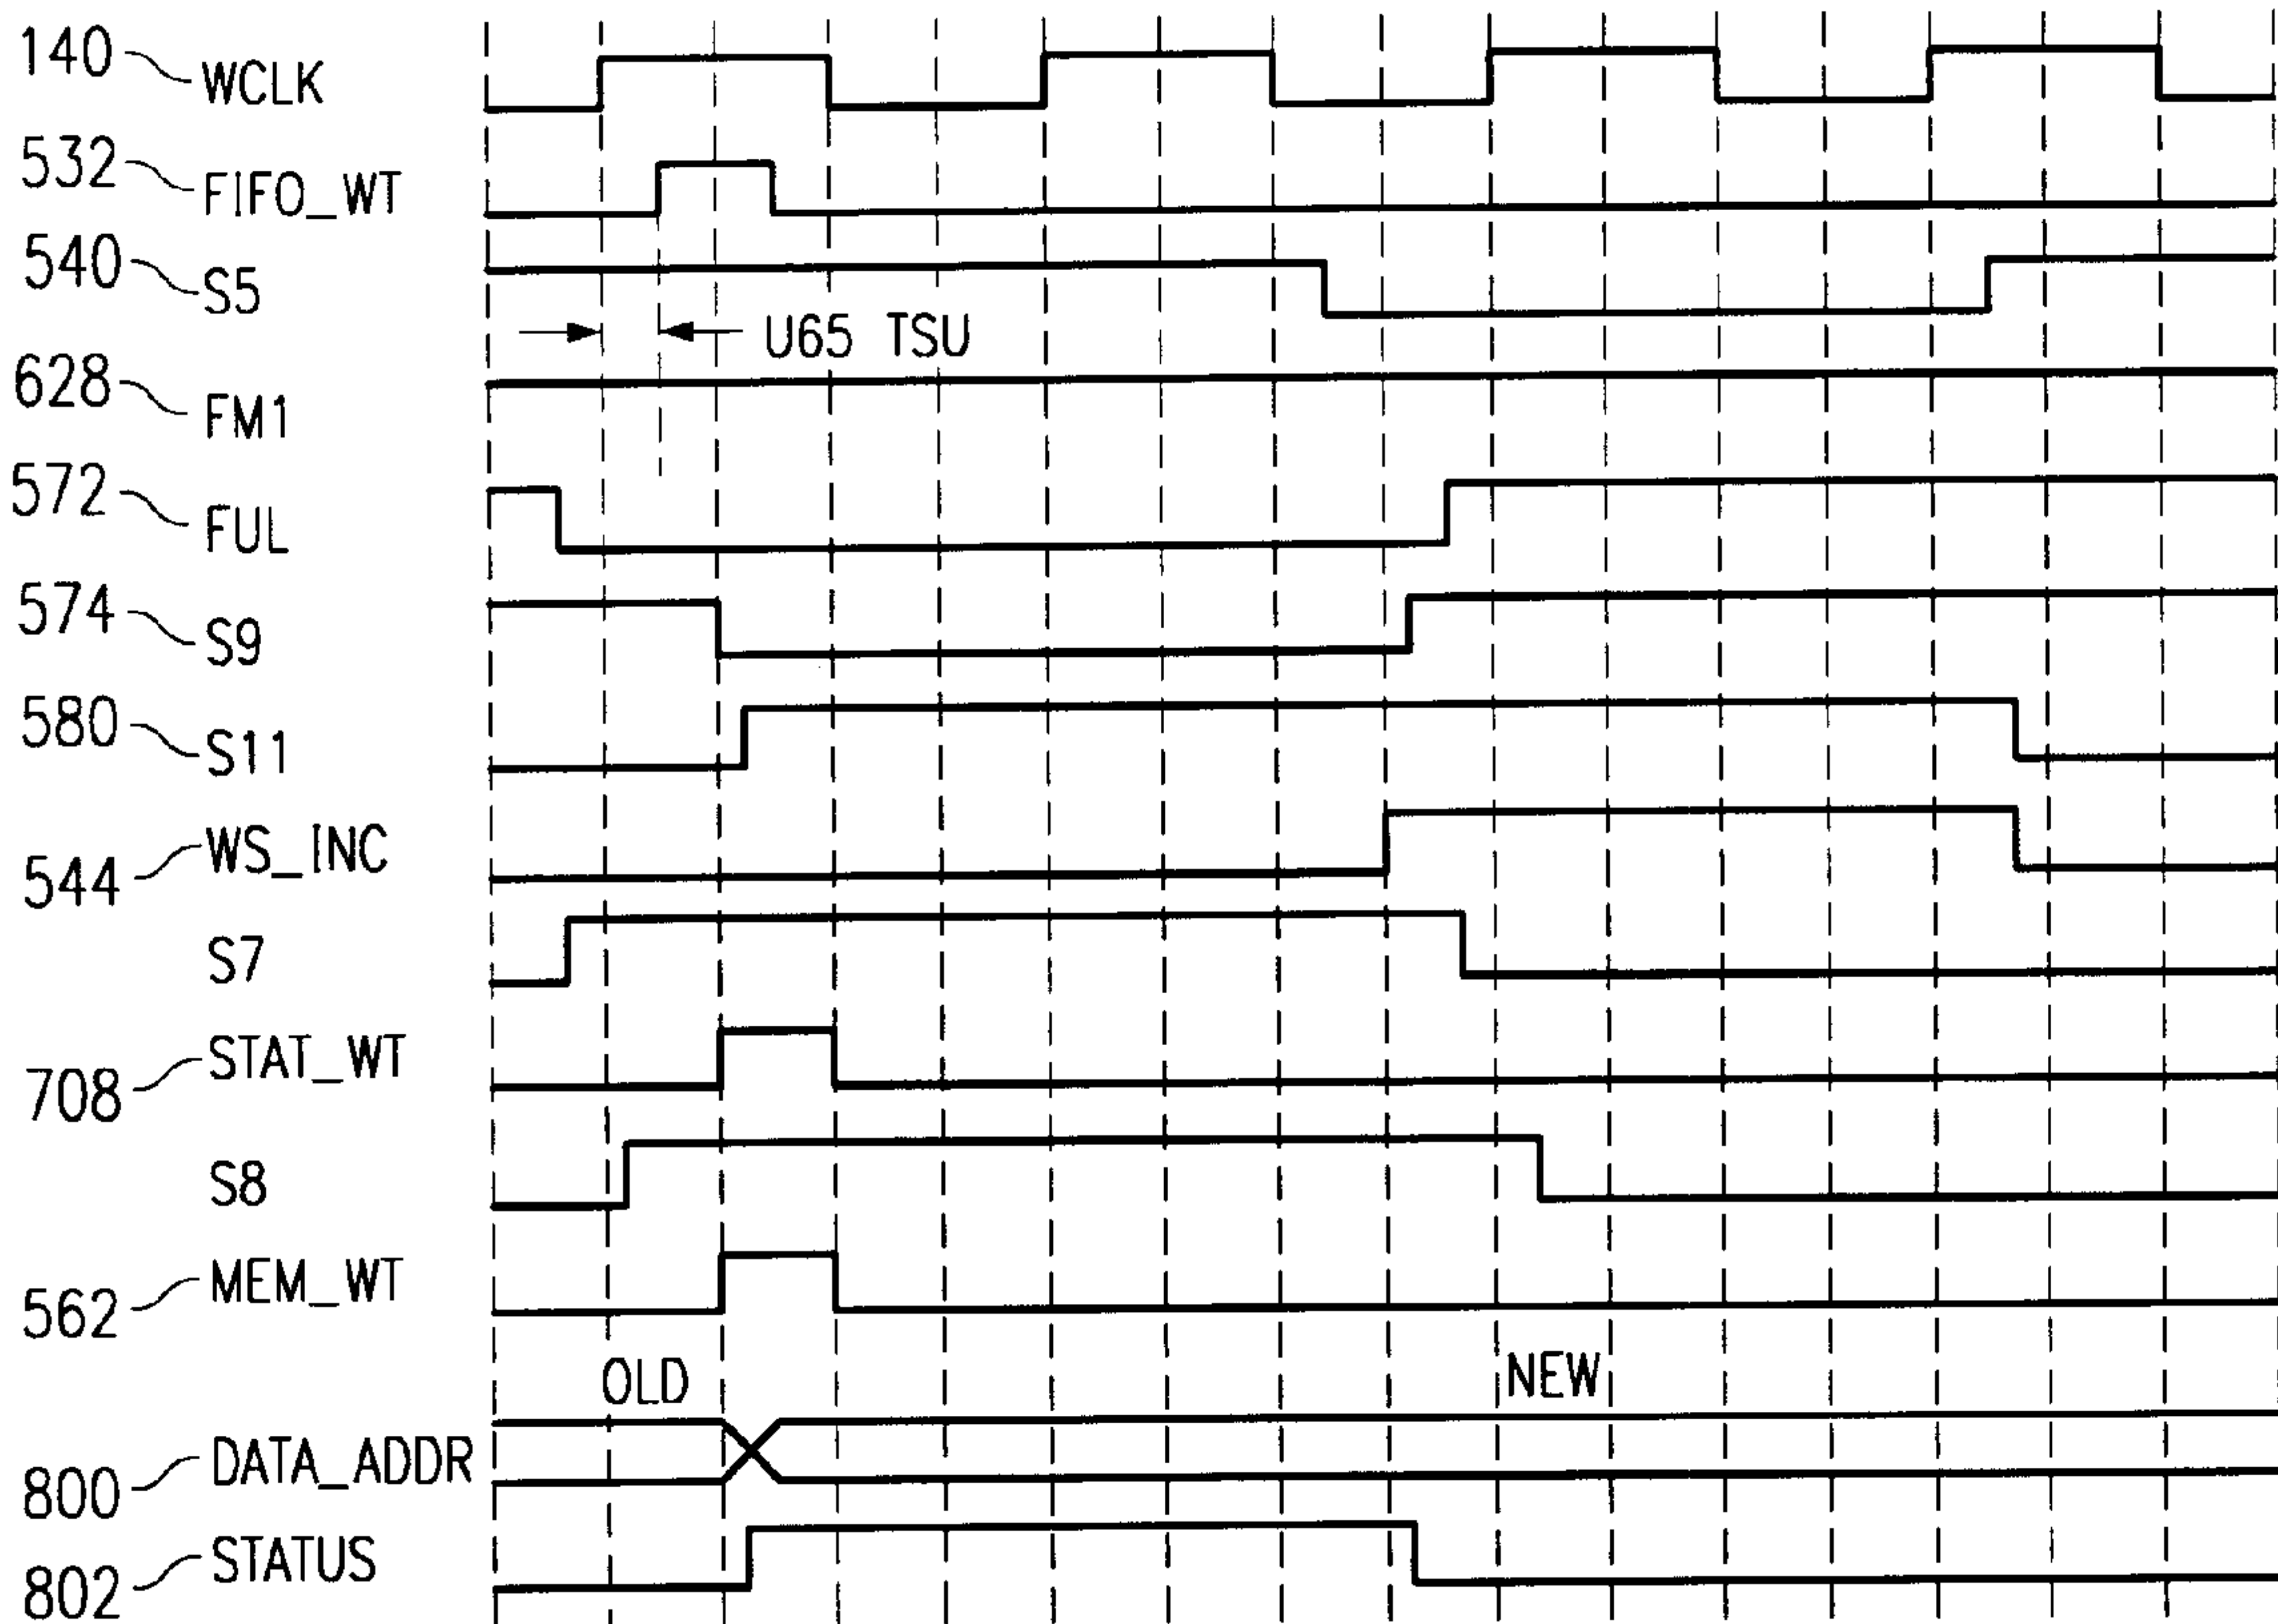 140 WCLK
532 FIFO_WT
540 S5
U65 TSU
628 FM1
572 FUL
574 S9
580 S11
544 WS_INC
S7
708 STAT_WT
S8
562 MEM_WT
OLD NEW
800 DATA_ADDR
802 STATUS